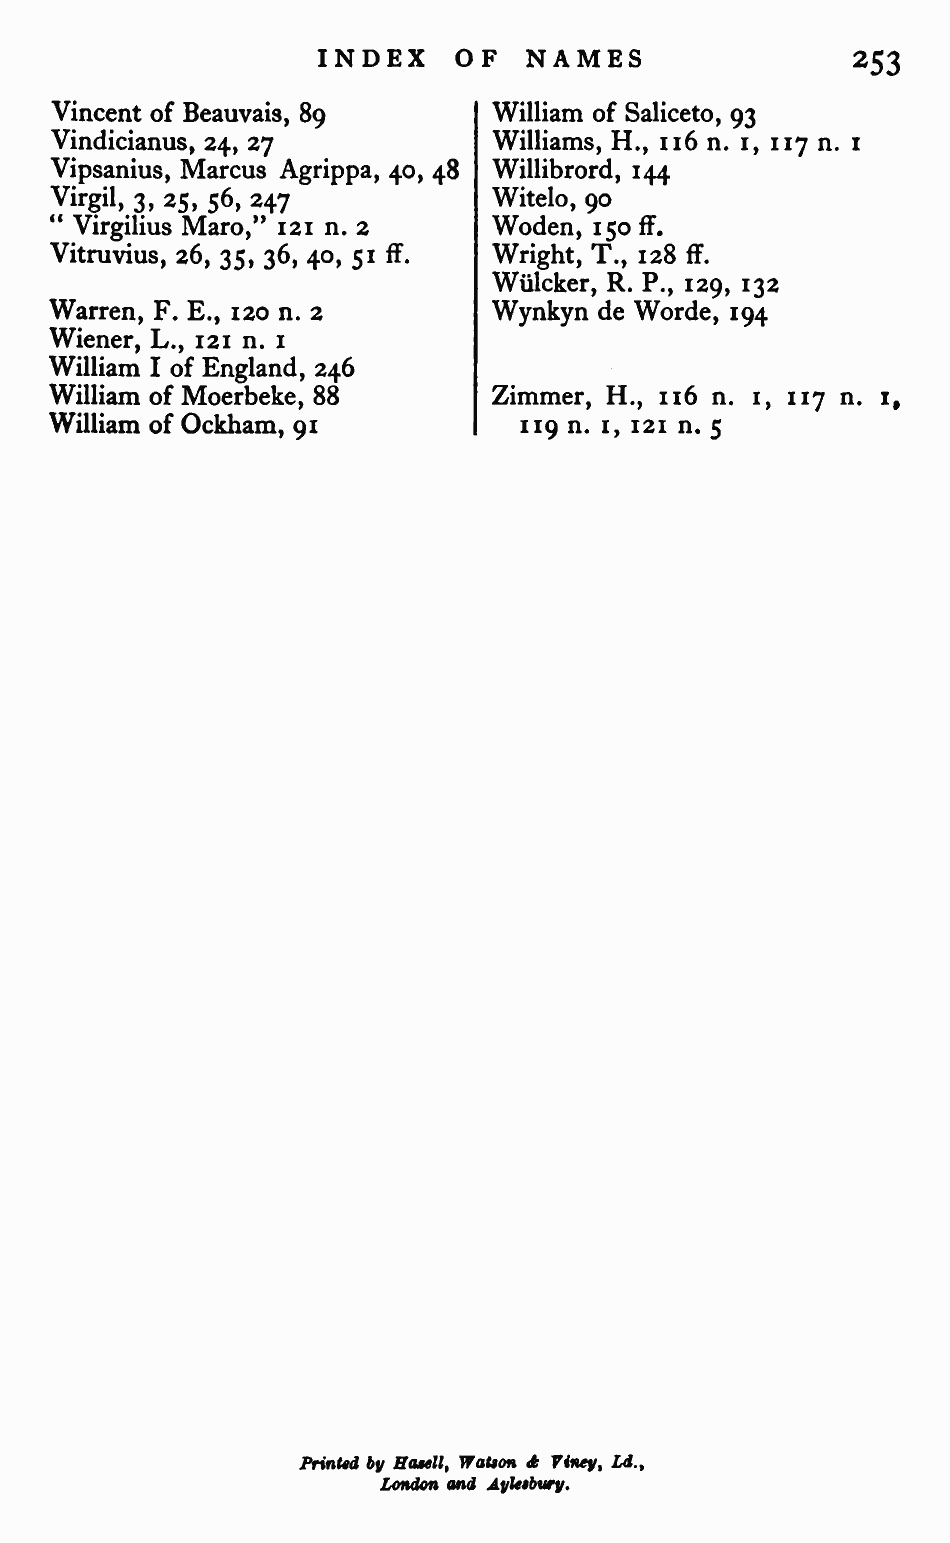 INDEX OF NAMES 253
Vincent of Beauvais, 89
Vindicianus, 24, 27
Vipsanius, Marcus Agrippa, 40, 48
Virgil, 3, 25, 56, 247
“ Virgilius Maro,” 121 n. 2
Vitruvius, 26, 35, 36, 40, 51 ff.
Warren, F. E., 120 n. 2
Wiener, L., 121 n. 1
William I of England, 246
William of Moerbeke, 88
William of Ockham, 91
William of Saliceto, 93
Williams, H., 116 n. 1, 117 n. 1
Willibrord, 144
Witelo, 90
Woden, 150 ff.
Wright, T., 128 ff.
Wülcker, R. P., 129, 132
Wynkyn de Worde, 194
Zimmer, H., 116 n. 1, 117 n. 1,
119 n. 1, 121 n. 5
Printed by Hazell, Watson & Viney, Ld.,
London and Aylesbury.